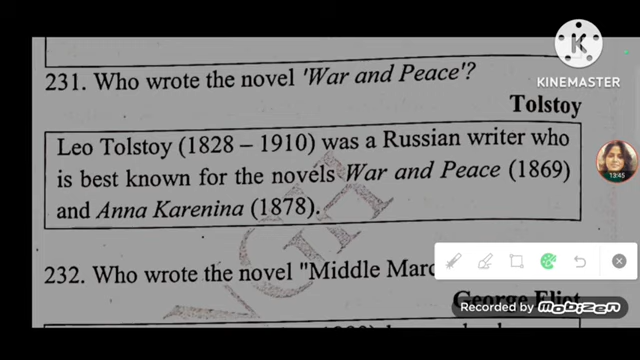 231. Who wrote the novel 'War and Peace'?
KINEMASTER
Tolstoy
Leo Tolstoy (1828 – 1910) was a Russian writer who
is best known for the novels War and Peace (1869)
and Anna Karenina (1878).
13:45
232. Who wrote the novel "Middle Marc
George Eliot
Recorded by MOBIZEN